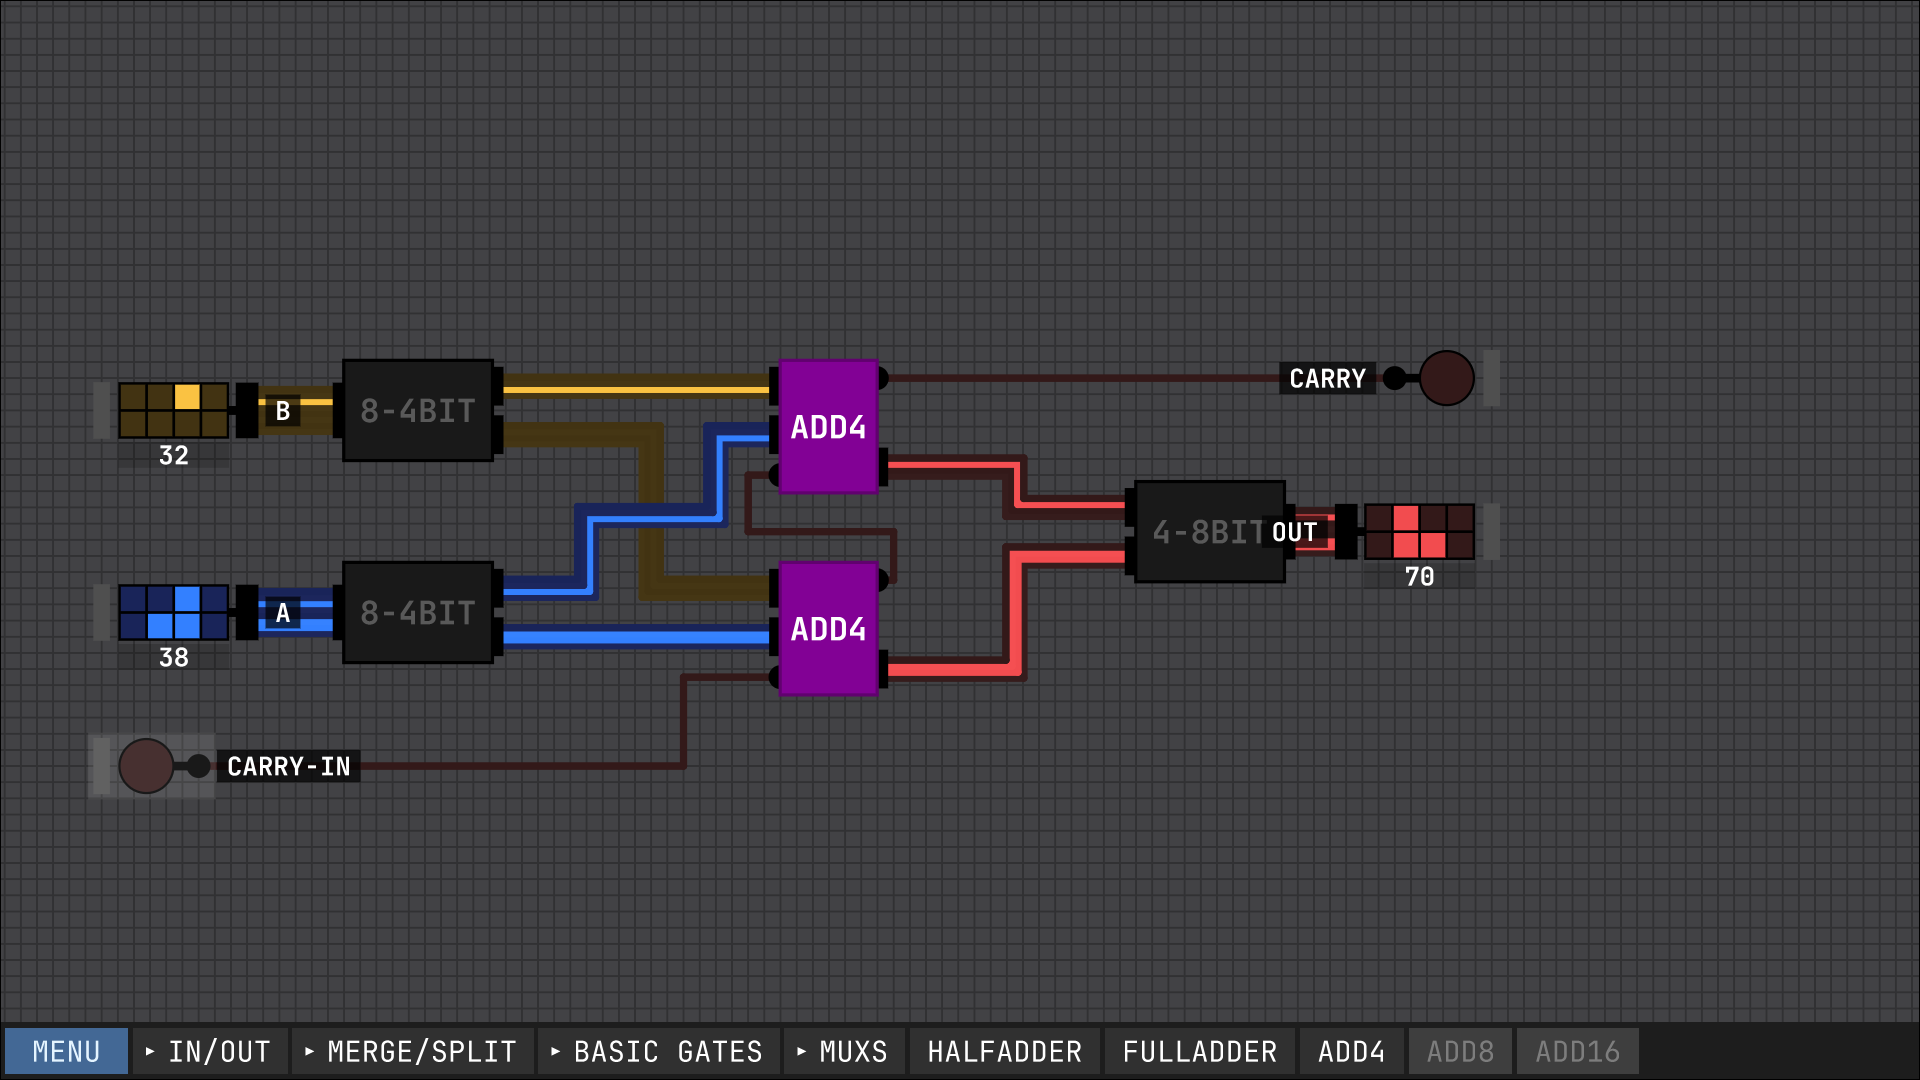 CARRY
B
8-4BIT
32
ADD4
4-8BIT
OUT
70
A
8-4BIT
38
ADD4
CARRY-IN
MENU
IN/OUT
MERGE/SPLIT
BASIC GATES
MUXS
HALFADDER
FULLADDER
ADD4
ADD8
ADD16